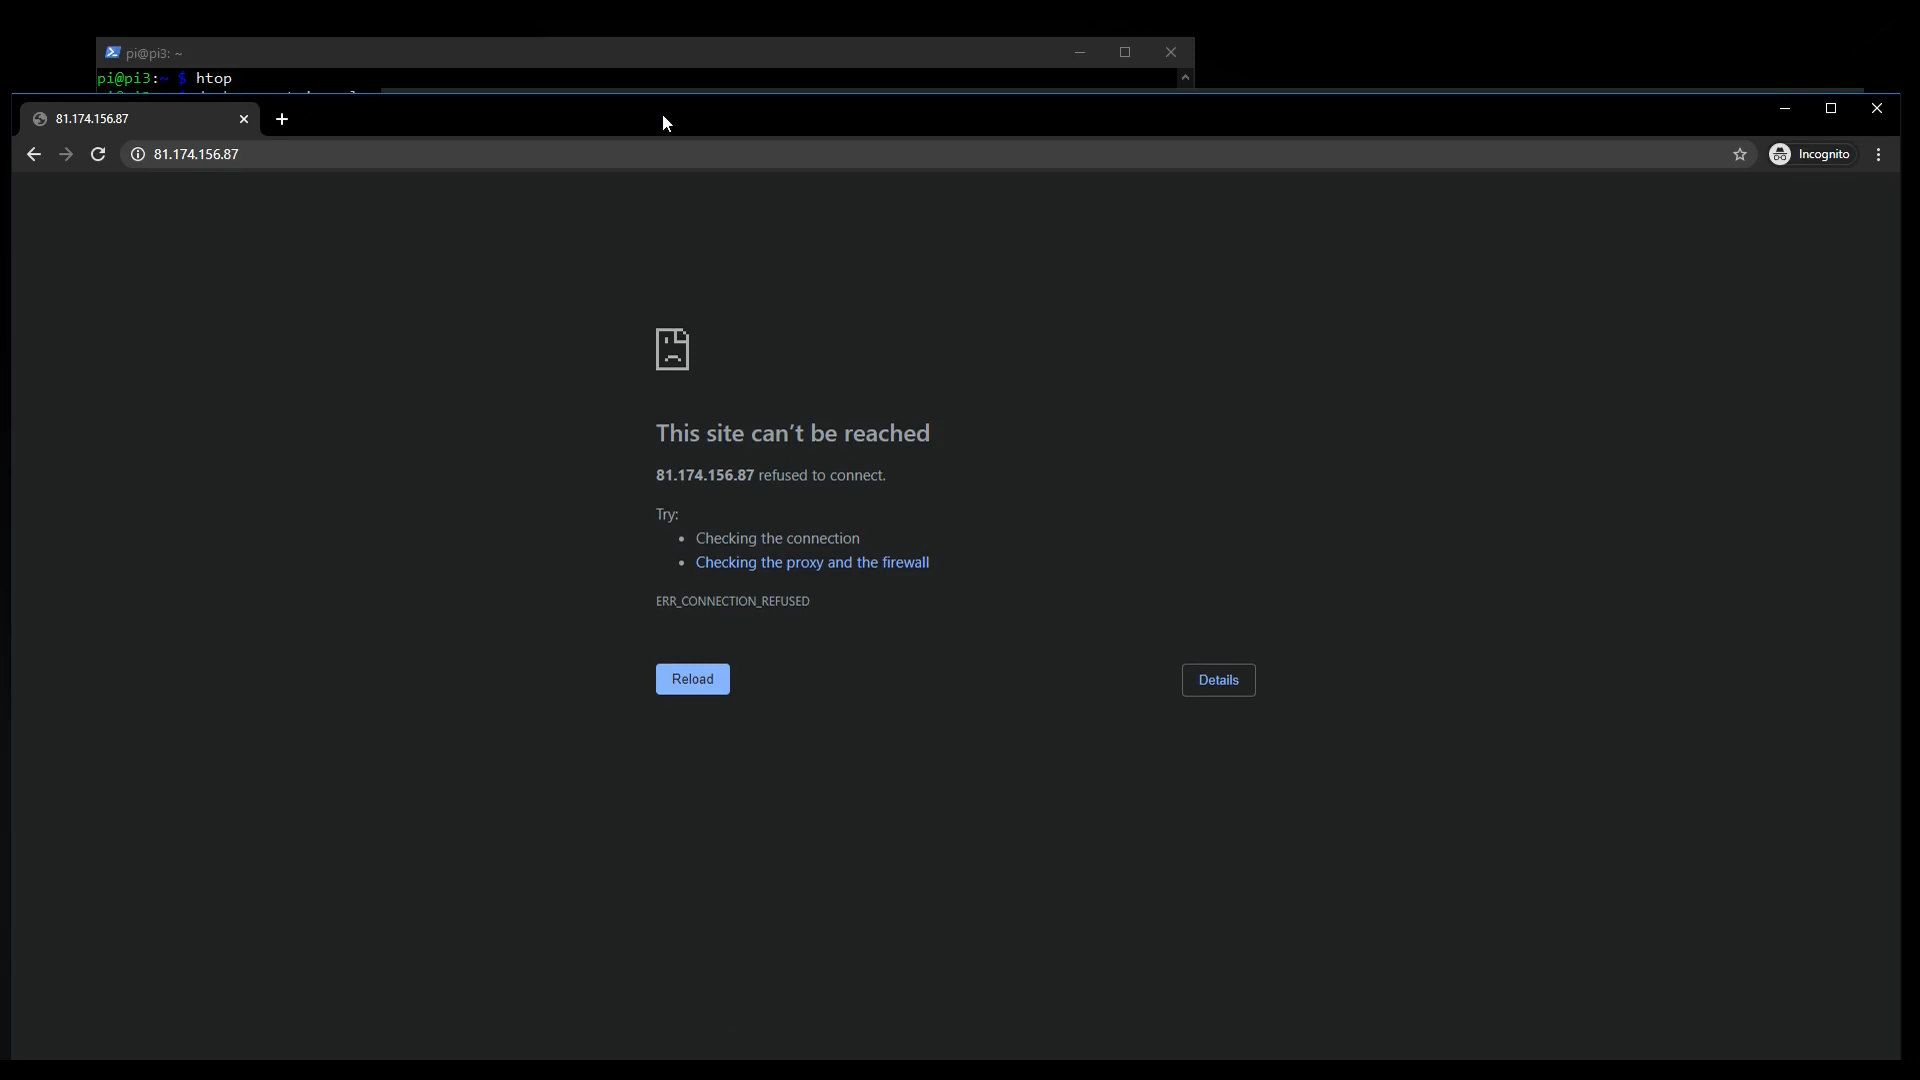 pi@pi3: ~
pi@pi3:~ $ htop
81.174.156.87
81.174.156.87
Incognito
This site can't be reached
81.174.156.87 refused to connect.
Try:
• Checking the connection
• Checking the proxy and the firewall
ERR_CONNECTION_REFUSED
Reload
Details